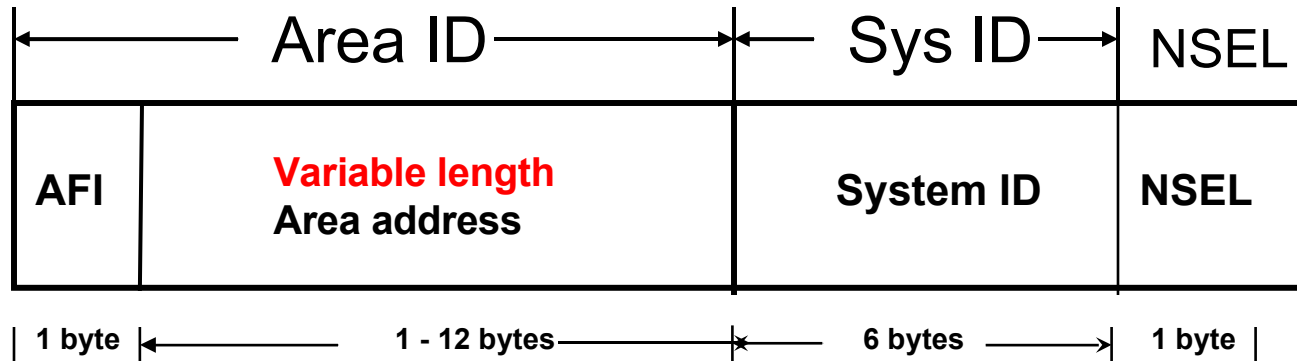 Area ID Sys ID NSEL
AFI Variable length Area address System ID NSEL
1 byte 1 - 12 bytes 6 bytes 1 byte